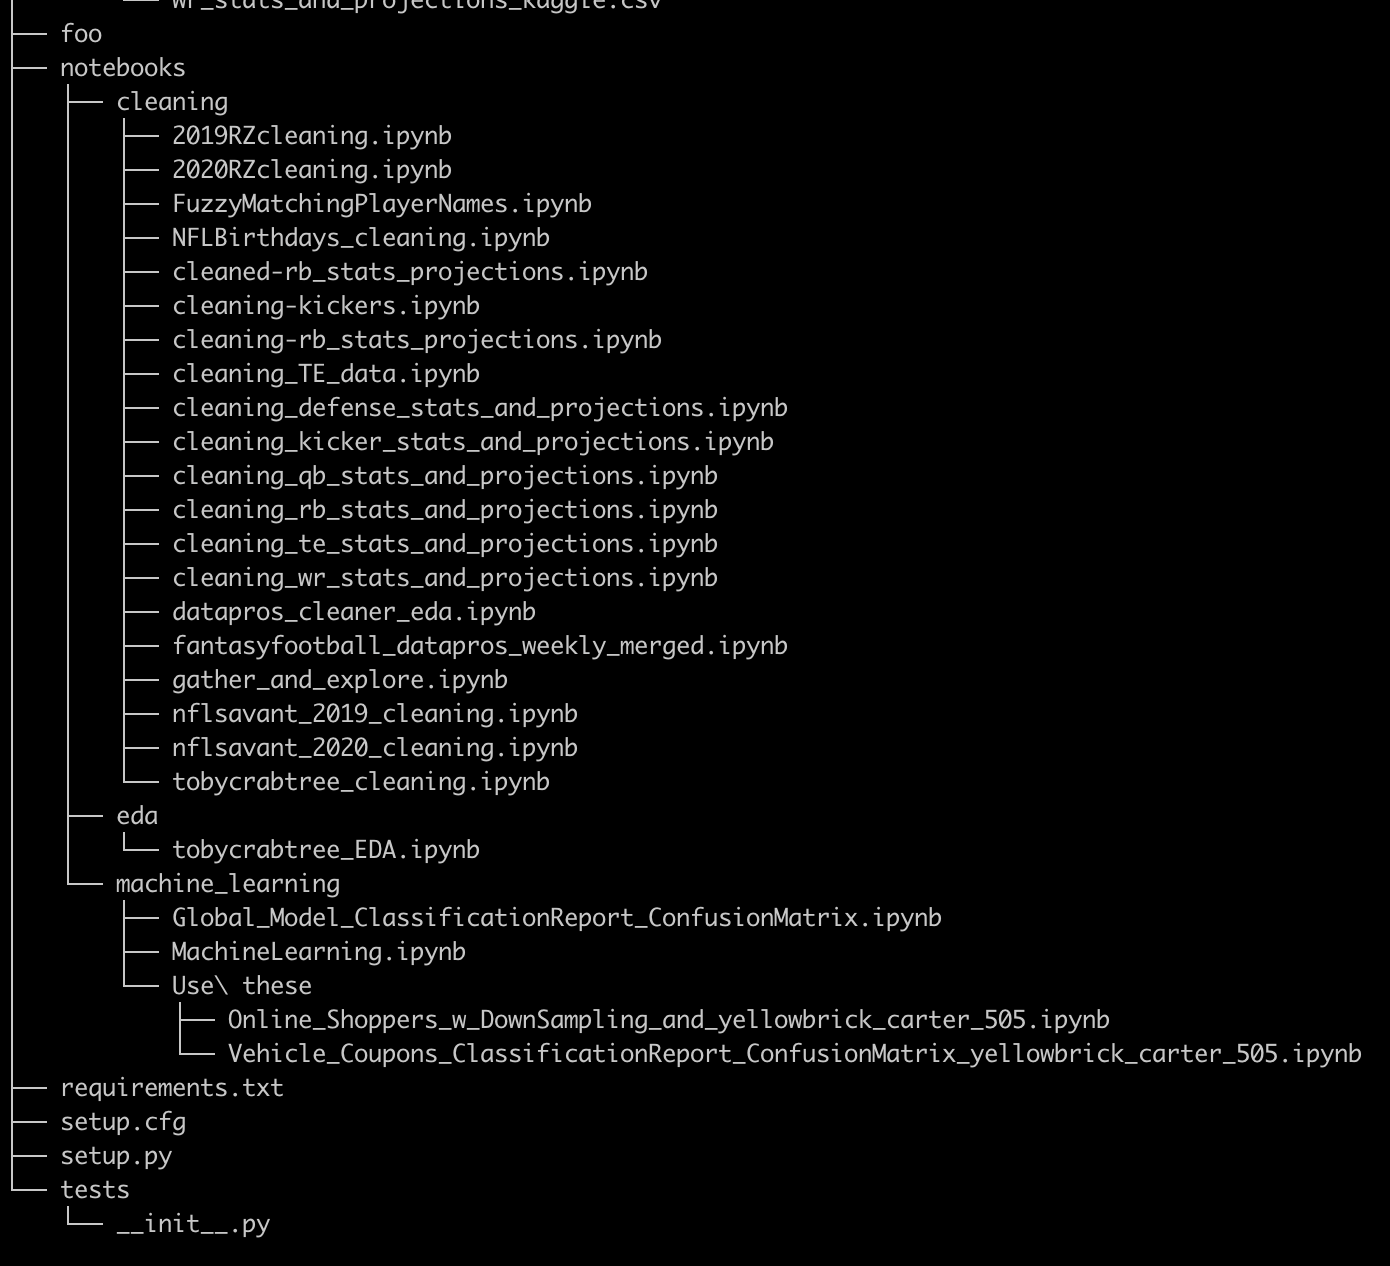 wr_stats_and_projections_kaggle.csv
├── foo
├── notebooks
│   ├── cleaning
│   │   ├── 2019RZcleaning.ipynb
│   │   ├── 2020RZcleaning.ipynb
│   │   ├── FuzzyMatchingPlayerNames.ipynb
│   │   ├── NFLBirthdays_cleaning.ipynb
│   │   ├── cleaned-rb_stats_projections.ipynb
│   │   ├── cleaning-kickers.ipynb
│   │   ├── cleaning-rb_stats_projections.ipynb
│   │   ├── cleaning_TE_data.ipynb
│   │   ├── cleaning_defense_stats_and_projections.ipynb
│   │   ├── cleaning_kicker_stats_and_projections.ipynb
│   │   ├── cleaning_qb_stats_and_projections.ipynb
│   │   ├── cleaning_rb_stats_and_projections.ipynb
│   │   ├── cleaning_te_stats_and_projections.ipynb
│   │   ├── cleaning_wr_stats_and_projections.ipynb
│   │   ├── datapros_cleaner_eda.ipynb
│   │   ├── fantasyfootball_datapros_weekly_merged.ipynb
│   │   ├── gather_and_explore.ipynb
│   │   ├── nflsavant_2019_cleaning.ipynb
│   │   ├── nflsavant_2020_cleaning.ipynb
│   │   └── tobycrabtree_cleaning.ipynb
│   ├── eda
│   │   └── tobycrabtree_EDA.ipynb
│   └── machine_learning
│       ├── Global_Model_ClassificationReport_ConfusionMatrix.ipynb
│       ├── MachineLearning.ipynb
│       └── Use\ these
│           ├── Online_Shoppers_w_DownSampling_and_yellowbrick_carter_505.ipynb
│           └── Vehicle_Coupons_ClassificationReport_ConfusionMatrix_yellowbrick_carter_505.ipynb
├── requirements.txt
├── setup.cfg
├── setup.py
└── tests
    └── __init__.py